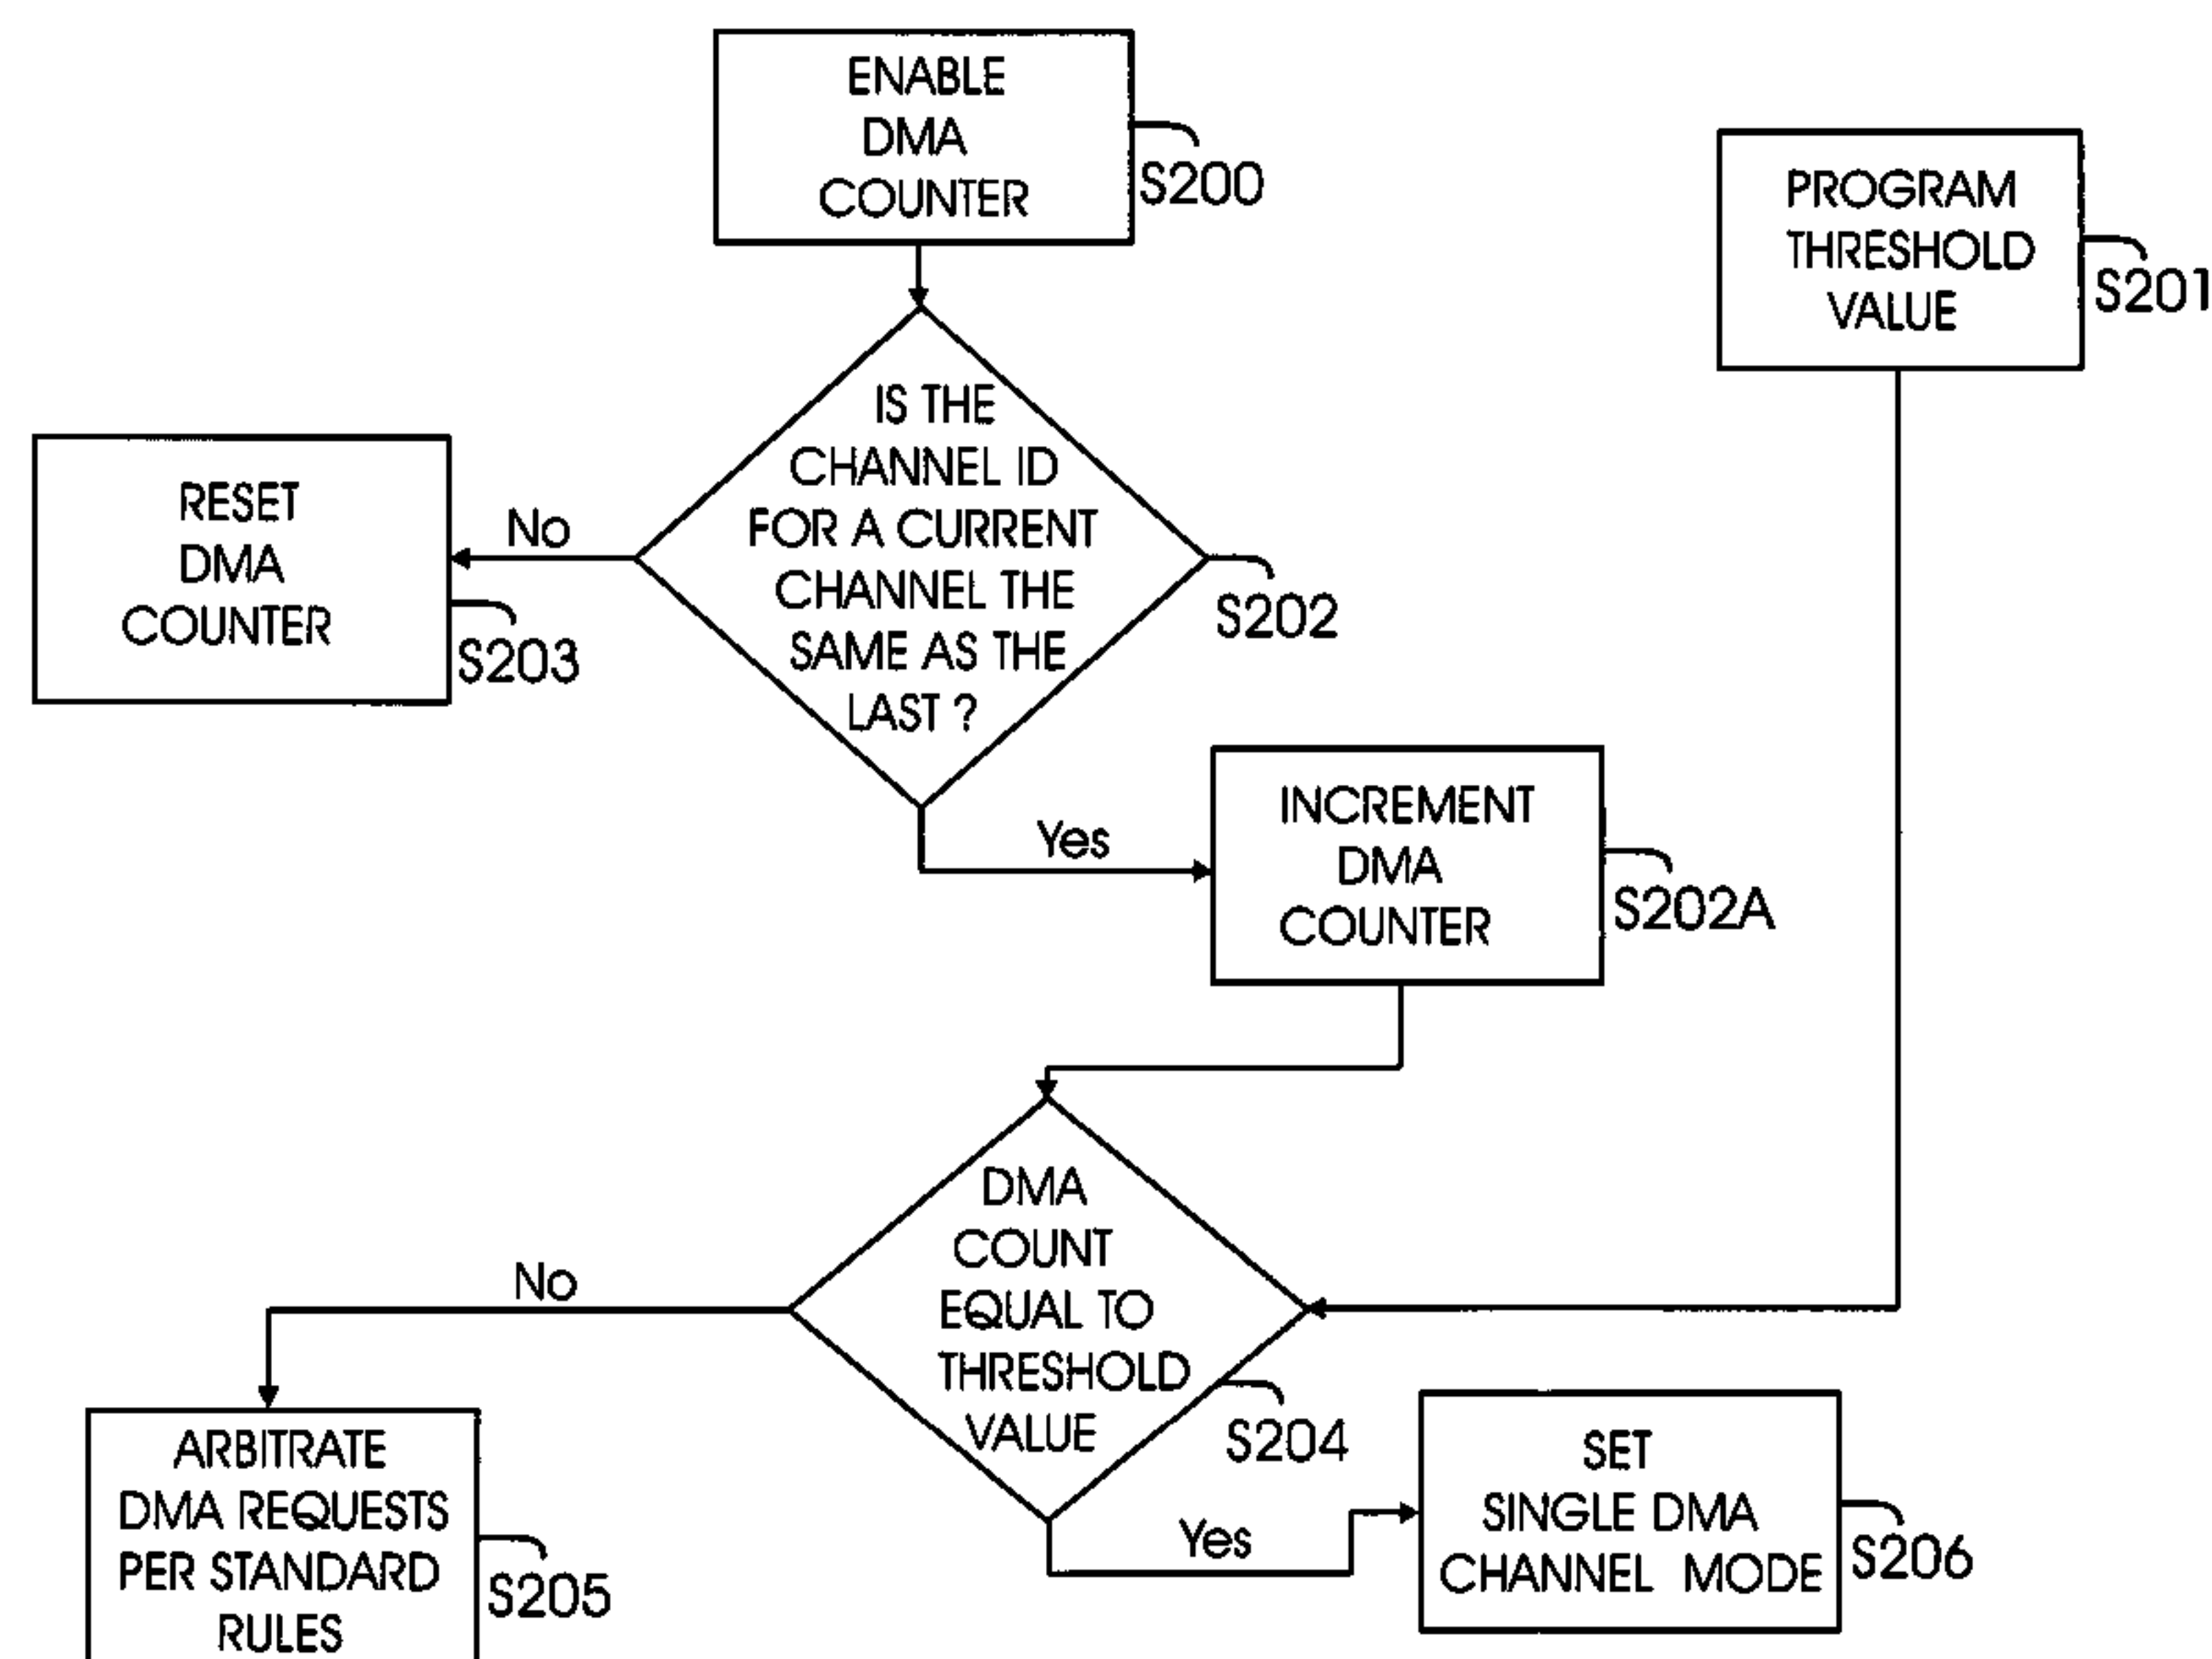 ENABLE
DMA
COUNTER
S200
PROGRAM
THRESHOLD
VALUE
S201
IS THE
CHANNEL ID
FOR A CURRENT
CHANNEL THE
SAME AS THE
LAST ?
S202
No
RESET
DMA
COUNTER
S203
Yes
INCREMENT
DMA
COUNTER
S202A
DMA
COUNT
EQUAL TO
THRESHOLD
VALUE
S204
No
ARBITRATE
DMA REQUESTS
PER STANDARD
RULES
S205
Yes
SET
SINGLE DMA
CHANNEL MODE
S206